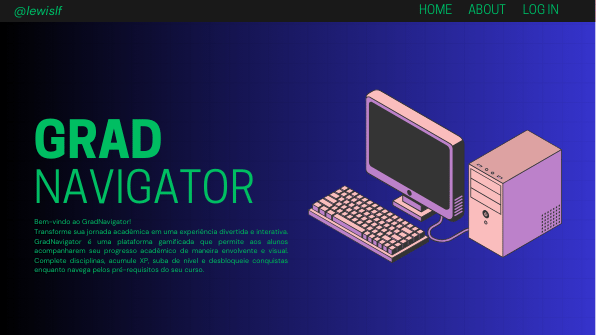 @lewislf
HOME ABOUT LOG IN
GRAD
NAVIGATOR
Bem-vindo ao GradNavigator!
Transforme sua jornada acadêmica em uma experiência divertida e interativa.
GradNavigator é uma plataforma gamificada que permite aos alunos
acompanharem seu progresso acadêmico de maneira envolvente e visual.
Complete disciplinas, acumule XP, suba de nível e desbloqueie conquistas
enquanto navega pelos pré-requisitos do seu curso.